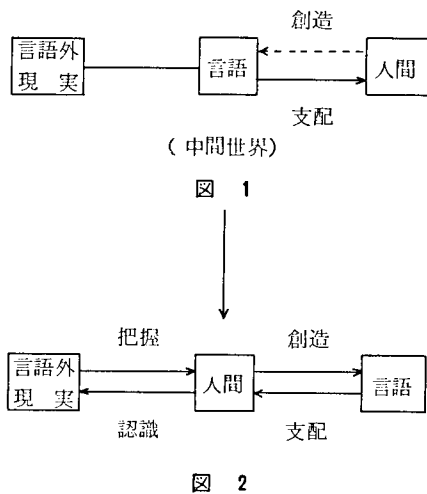 創造
言語外
現実
言語
人間
支配
(中間世界)
図 1
把握
創造
言語外
現実
人間
言語
認識
支配
図 2